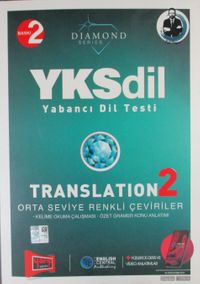 BASKI 2
DIAMOND
SERIES
YKSdil
Yabancı Dil Testi
TRANSLATION 2
ORTA SEVİYE RENKLİ ÇEVİRİLER
• KELİME OKUMA ÇALIŞMASI • ÖZET GRAMER KONU ANLATIMI
ENGLISH
CENTRAL